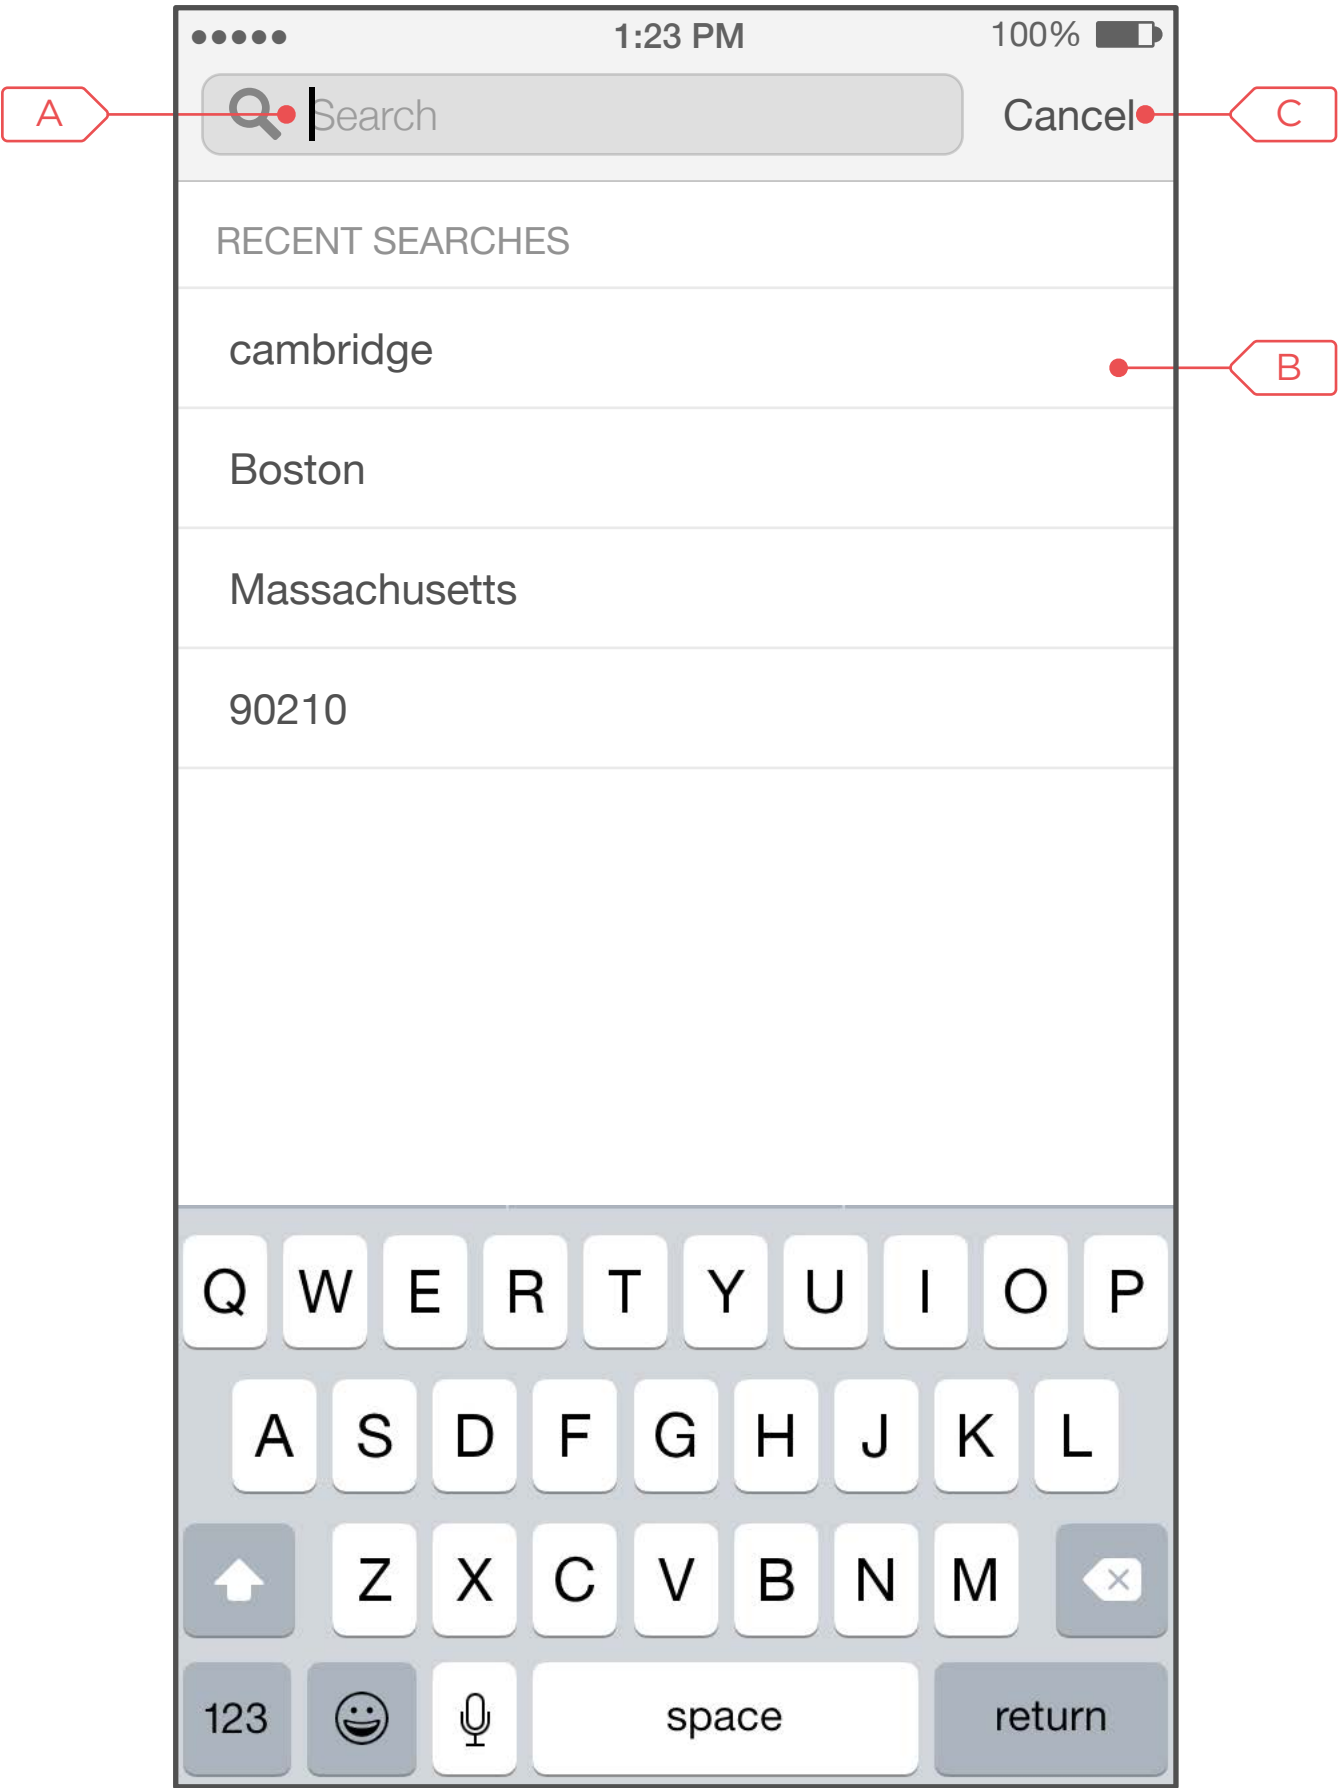 ●●●●● 1:23 PM 100%
A Search Cancel C
RECENT SEARCHES
cambridge B
Boston
Massachusetts
90210
Q W E R T Y U I O P
A S D F G H J K L
Z X C V B N M
123 space return